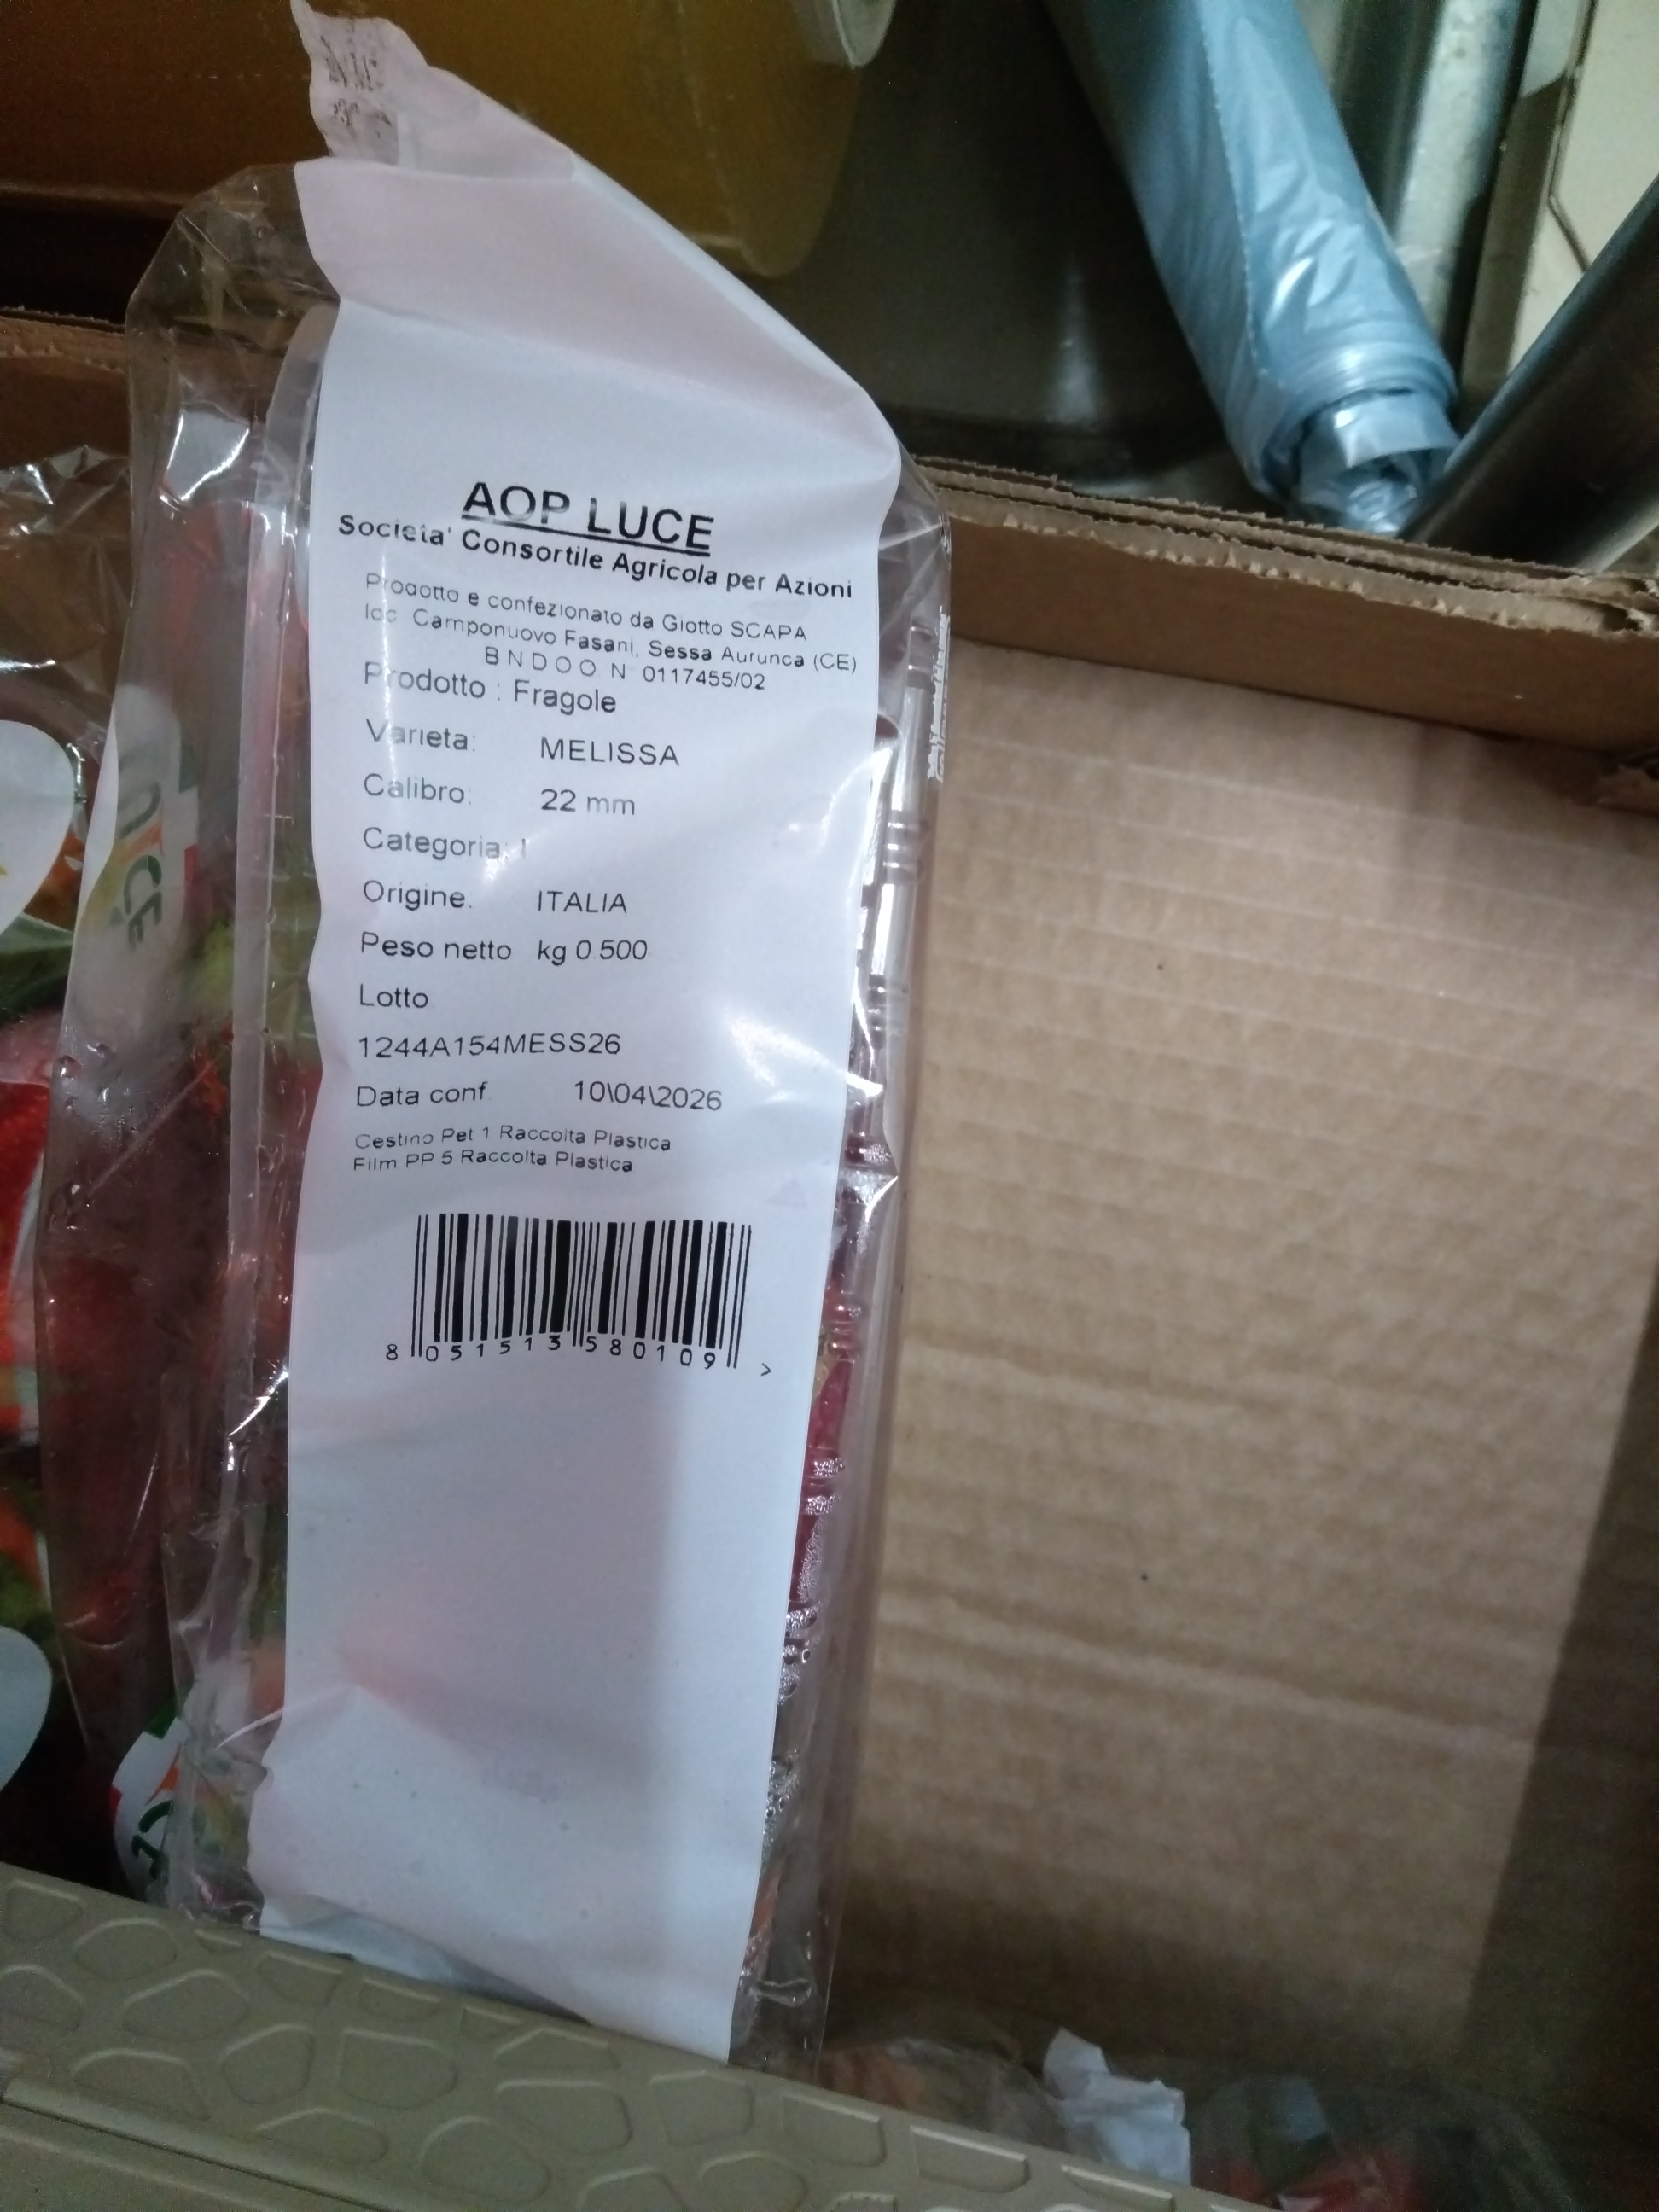 AOP LUCE
Societa' Consortile Agricola per Azioni
Prodotto e confezionato da Giotto SCAPA
loc Camponuovo Fasani, Sessa Aurunca (CE)
B N D O O N 0117455/02
Prodotto : Fragole
Varieta: MELISSA
Calibro: 22 mm
Categoria: I
Origine: ITALIA
Peso netto kg 0.500
Lotto
1244A154MESS26
Data conf. 10\04\2026
Cestino Pet 1 Raccolta Plastica
Film PP 5 Raccolta Plastica
8 051513 580109 >